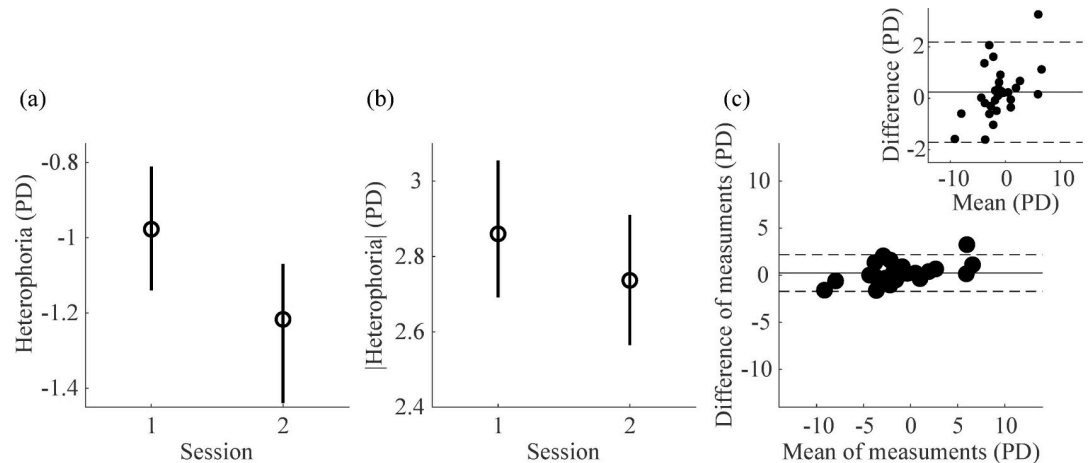 (a)
Heterophoria (PD)
-0.8
-1
-1.2
-1.4
1 2
Session
(b)
|Heterophoria| (PD)
3
2.8
2.6
2.4
1 2
Session
(c)
Difference of measuments (PD)
10
5
0
-5
-10
-10 -5 0 5 10
Mean of measuments (PD)
Difference (PD)
2
0
-2
-10 0 10
Mean (PD)